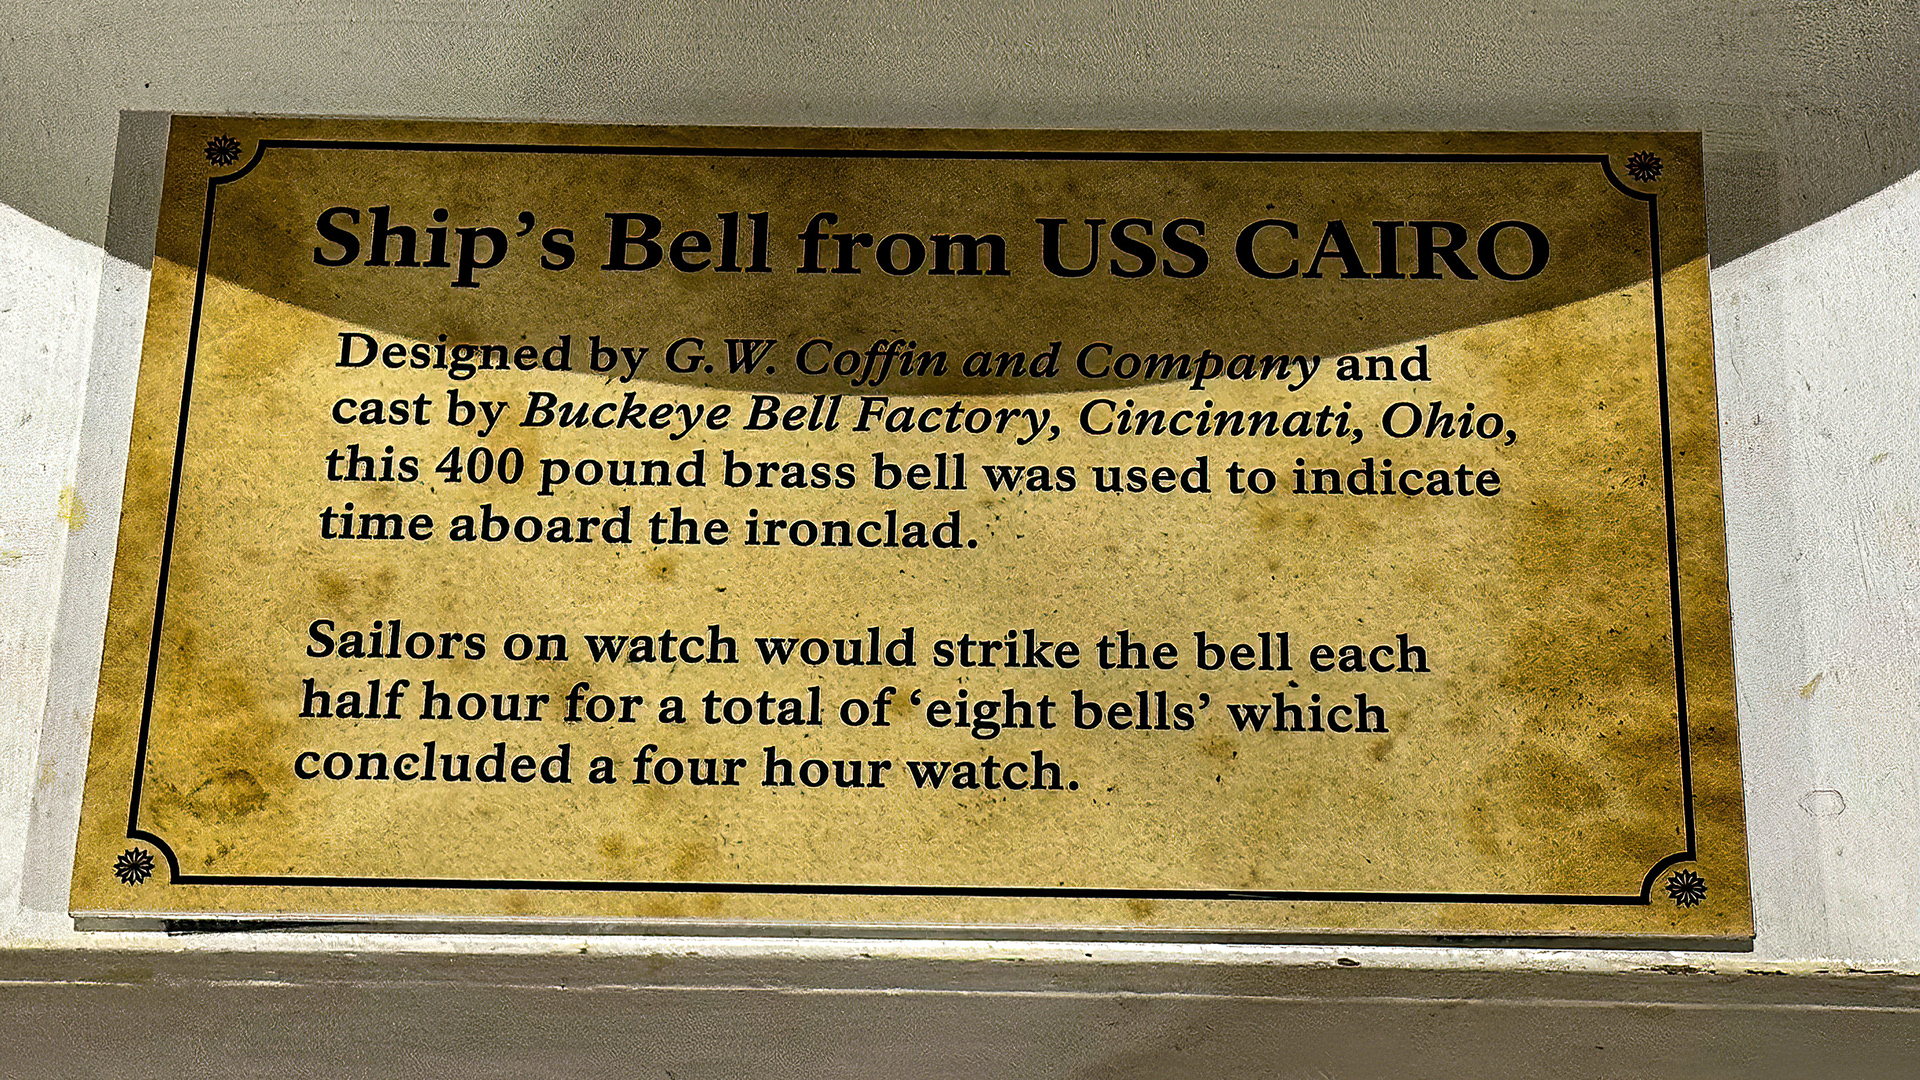 Ship’s Bell from USS CAIRO
Designed by G.W. Coffin and Company and
cast by Buckeye Bell Factory, Cincinnati, Ohio,
this 400 pound brass bell was used to indicate
time aboard the ironclad.
Sailors on watch would strike the bell each
half hour for a total of ‘eight bells’ which
concluded a four hour watch.